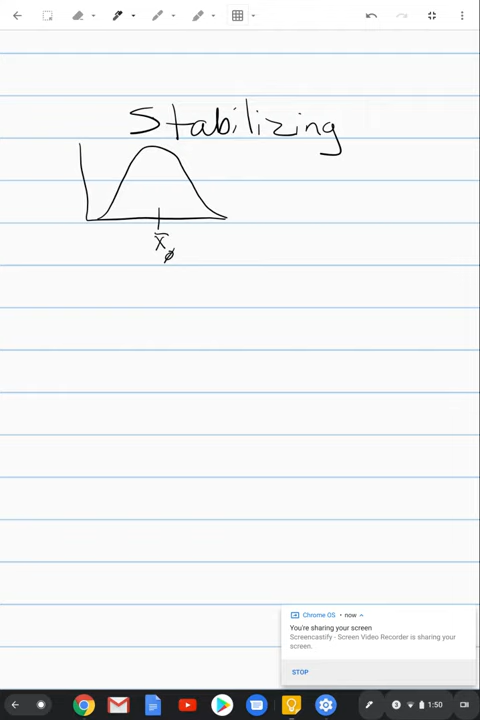 Stabilizing
x̄
ø
Chrome OS • now
You're sharing your screen
Screencastify - Screen Video Recorder is sharing your
screen.
STOP
3
1:50